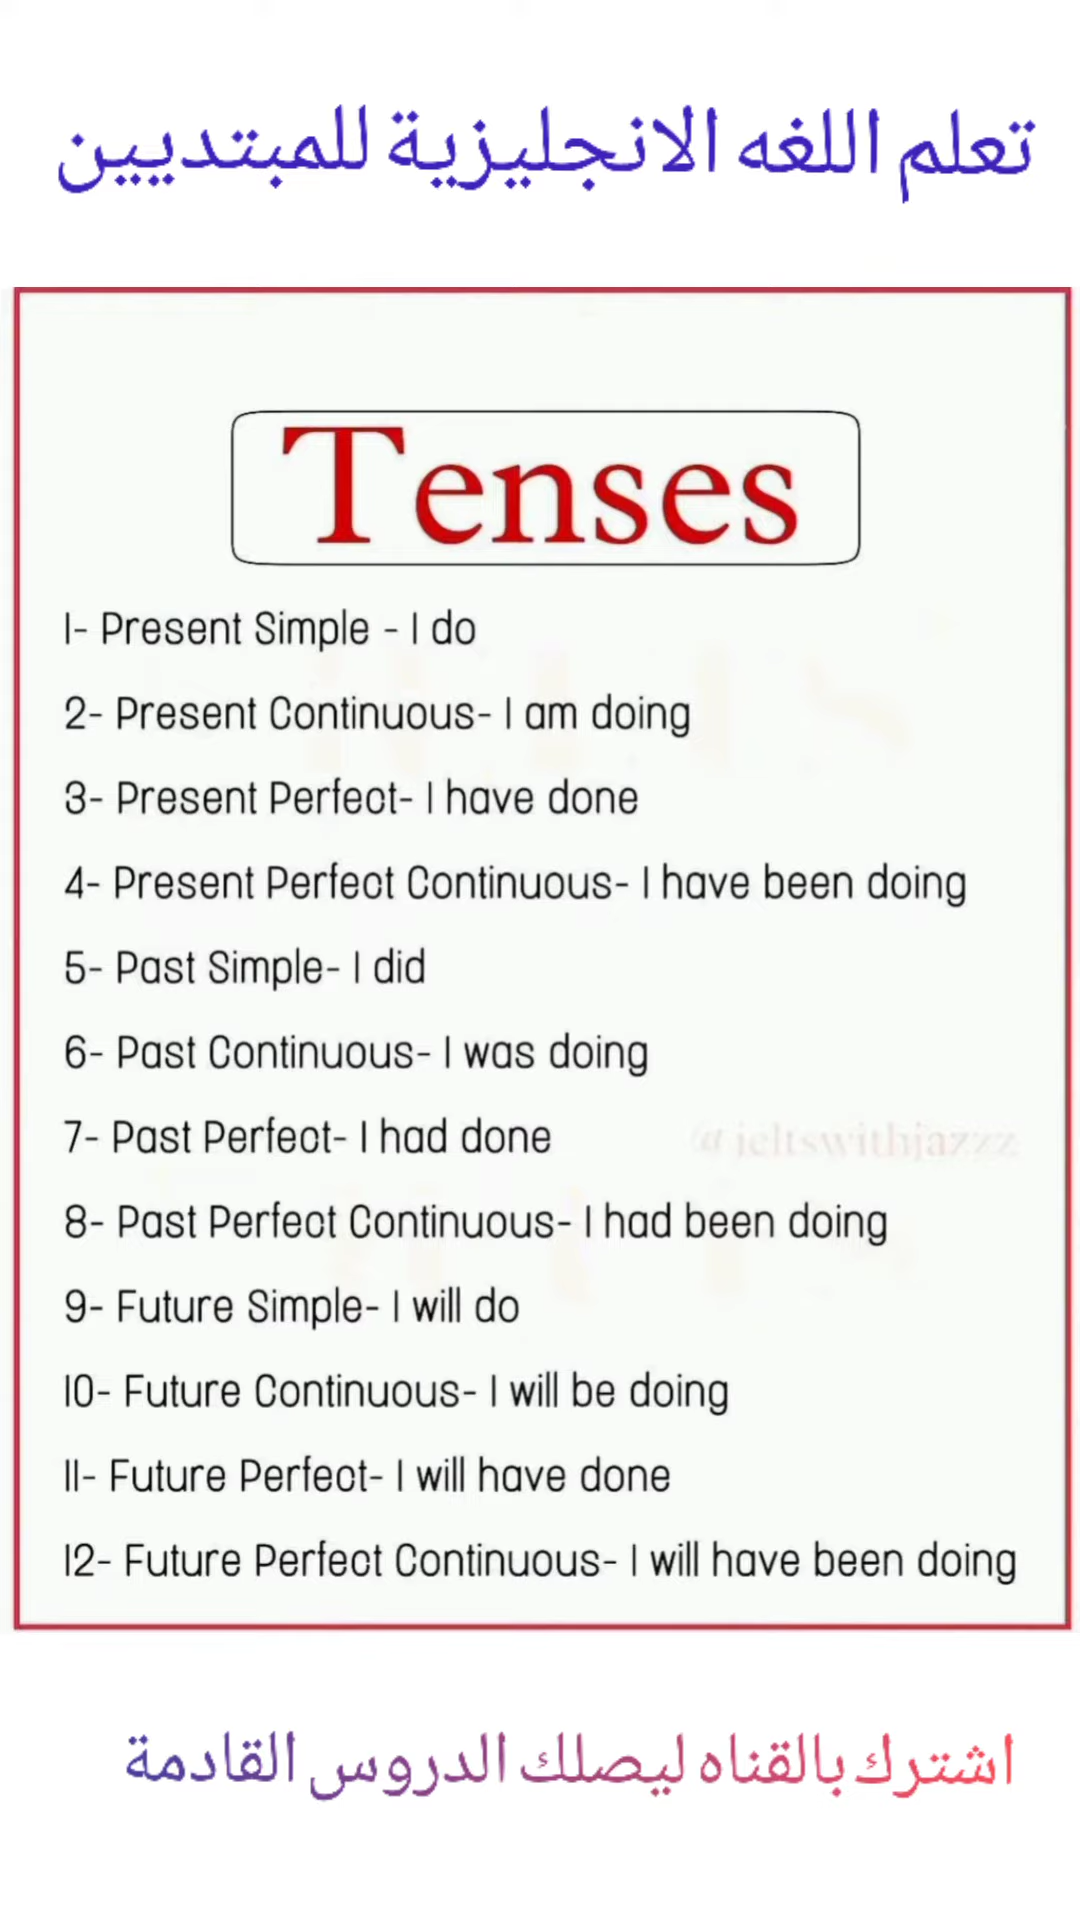 تعلم اللغه الانجليزية للمبتديين
Tenses
1- Present Simple - I do
2- Present Continuous- I am doing
3- Present Perfect- I have done
4- Present Perfect Continuous- I have been doing
5- Past Simple- I did
6- Past Continuous- I was doing
7- Past Perfect- I had done
@ieltswithjazzz
8- Past Perfect Continuous- I had been doing
9- Future Simple- I will do
10- Future Continuous- I will be doing
11- Future Perfect- I will have done
12- Future Perfect Continuous- I will have been doing
اشترك بالقناه ليصلك الدروس القادمة